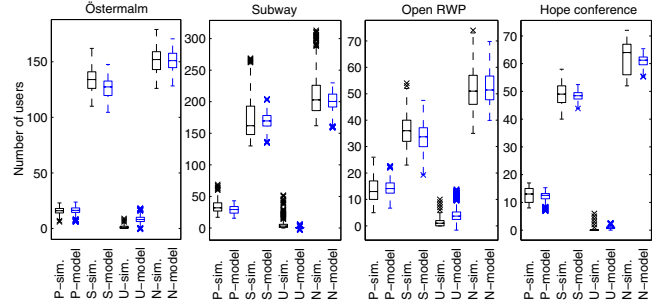 Östermalm
Subway
Open RWP
Hope conference
Number of users
150
100
50
0
300
250
200
150
100
50
0
70
60
50
40
30
20
10
0
70
60
50
40
30
20
10
0
P−sim.
P−model
S−sim.
S−model
U−sim.
U−model
N−sim.
N−model
P−sim.
P−model
S−sim.
S−model
U−sim.
U−model
N−sim.
N−model
P−sim.
P−model
S−sim.
S−model
U−sim.
U−model
N−sim.
N−model
P−sim.
P−model
S−sim.
S−model
U−sim.
U−model
N−sim.
N−model